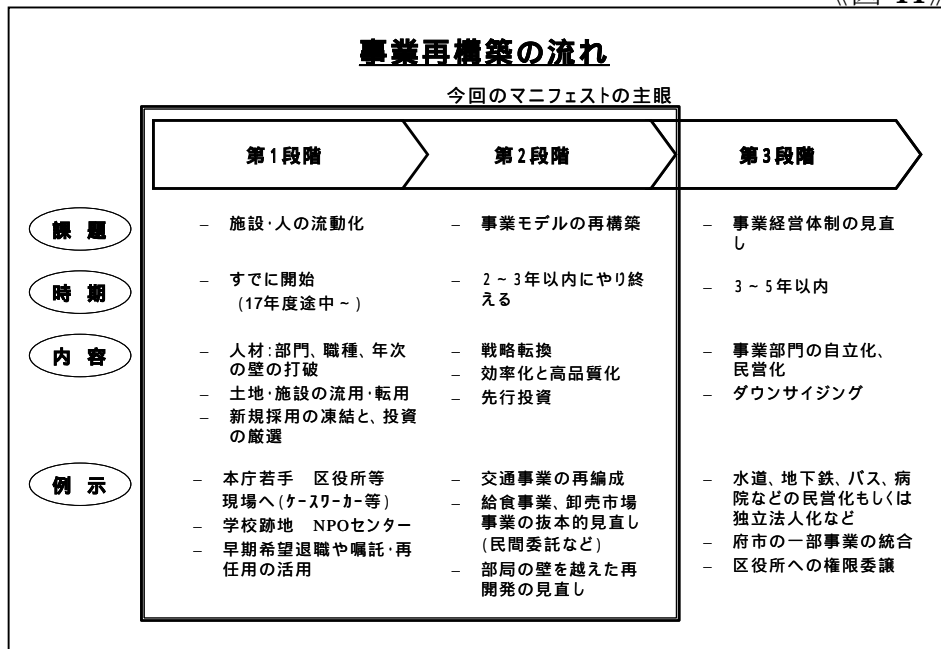 事業再構築の流れ
今回のマニフェストの主眼
第1段階
第2段階
第3段階
課 題
– 施設・人の流動化
– 事業モデルの再構築
– 事業経営体制の見直
し
時 期
– すでに開始
(17年度途中~)
– 2~3年以内にやり終
える
– 3~5年以内
内 容
– 人材:部門、職種、年次
の壁の打破
– 土地・施設の流用・転用
– 新規採用の凍結と、投資
の厳選
– 戦略転換
– 効率化と高品質化
– 先行投資
– 事業部門の自立化、
民営化
– ダウンサイジング
例 示
– 本庁若手 区役所等
現場へ(ケースワーカー等)
– 学校跡地 NPOセンター
– 早期希望退職や嘱託・再
任用の活用
– 交通事業の再編成
– 給食事業、卸売市場
事業の抜本的見直し
(民間委託など)
– 部局の壁を越えた再
開発の見直し
– 水道、地下鉄、バス、病
院などの民営化もしくは
独立法人化など
– 府市の一部事業の統合
– 区役所への権限委譲